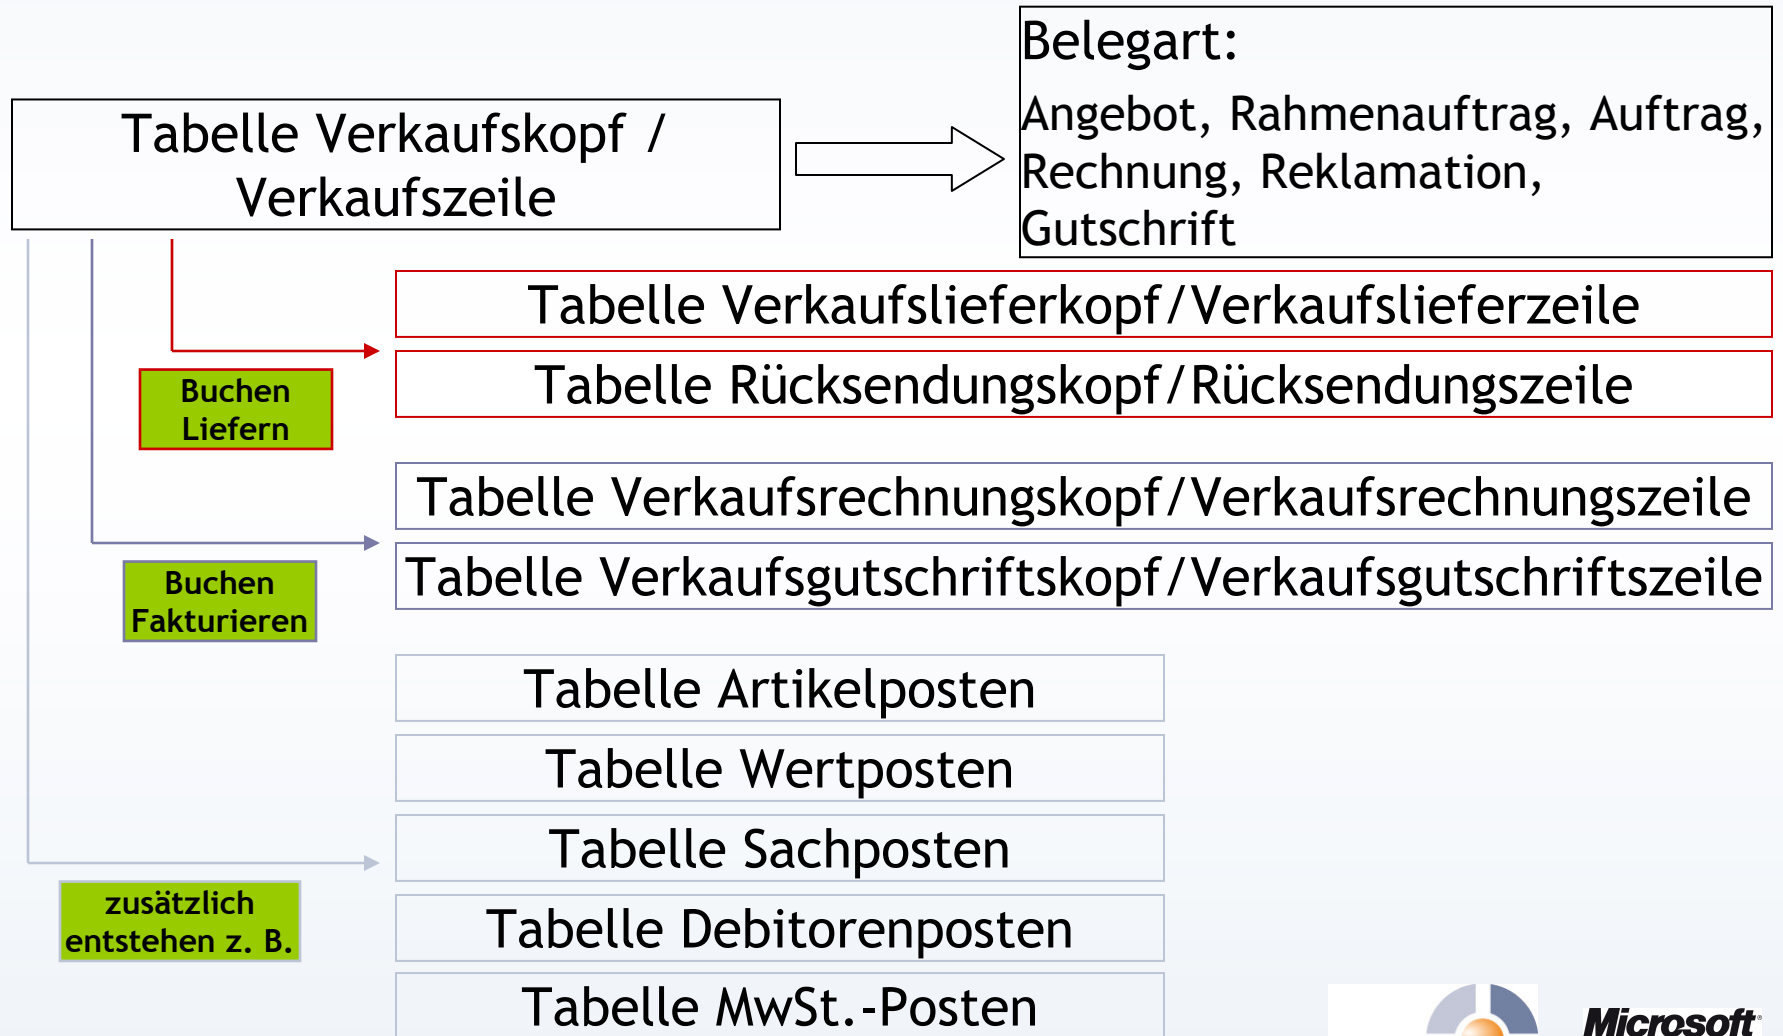 Belegart:
Angebot, Rahmenauftrag, Auftrag,
Rechnung, Reklamation,
Gutschrift
Tabelle Verkaufskopf /
Verkaufszeile
Tabelle Verkaufslieferkopf/Verkaufslieferzeile
Tabelle Rücksendungskopf/Rücksendungszeile
Buchen
Liefern
Tabelle Verkaufsrechnungskopf/Verkaufsrechnungszeile
Tabelle Verkaufsgutschriftskopf/Verkaufsgutschriftszeile
Buchen
Fakturieren
Tabelle Artikelposten
Tabelle Wertposten
Tabelle Sachposten
zusätzlich
entstehen z. B.
Tabelle Debitorenposten
Tabelle MwSt.-Posten
Microsoft